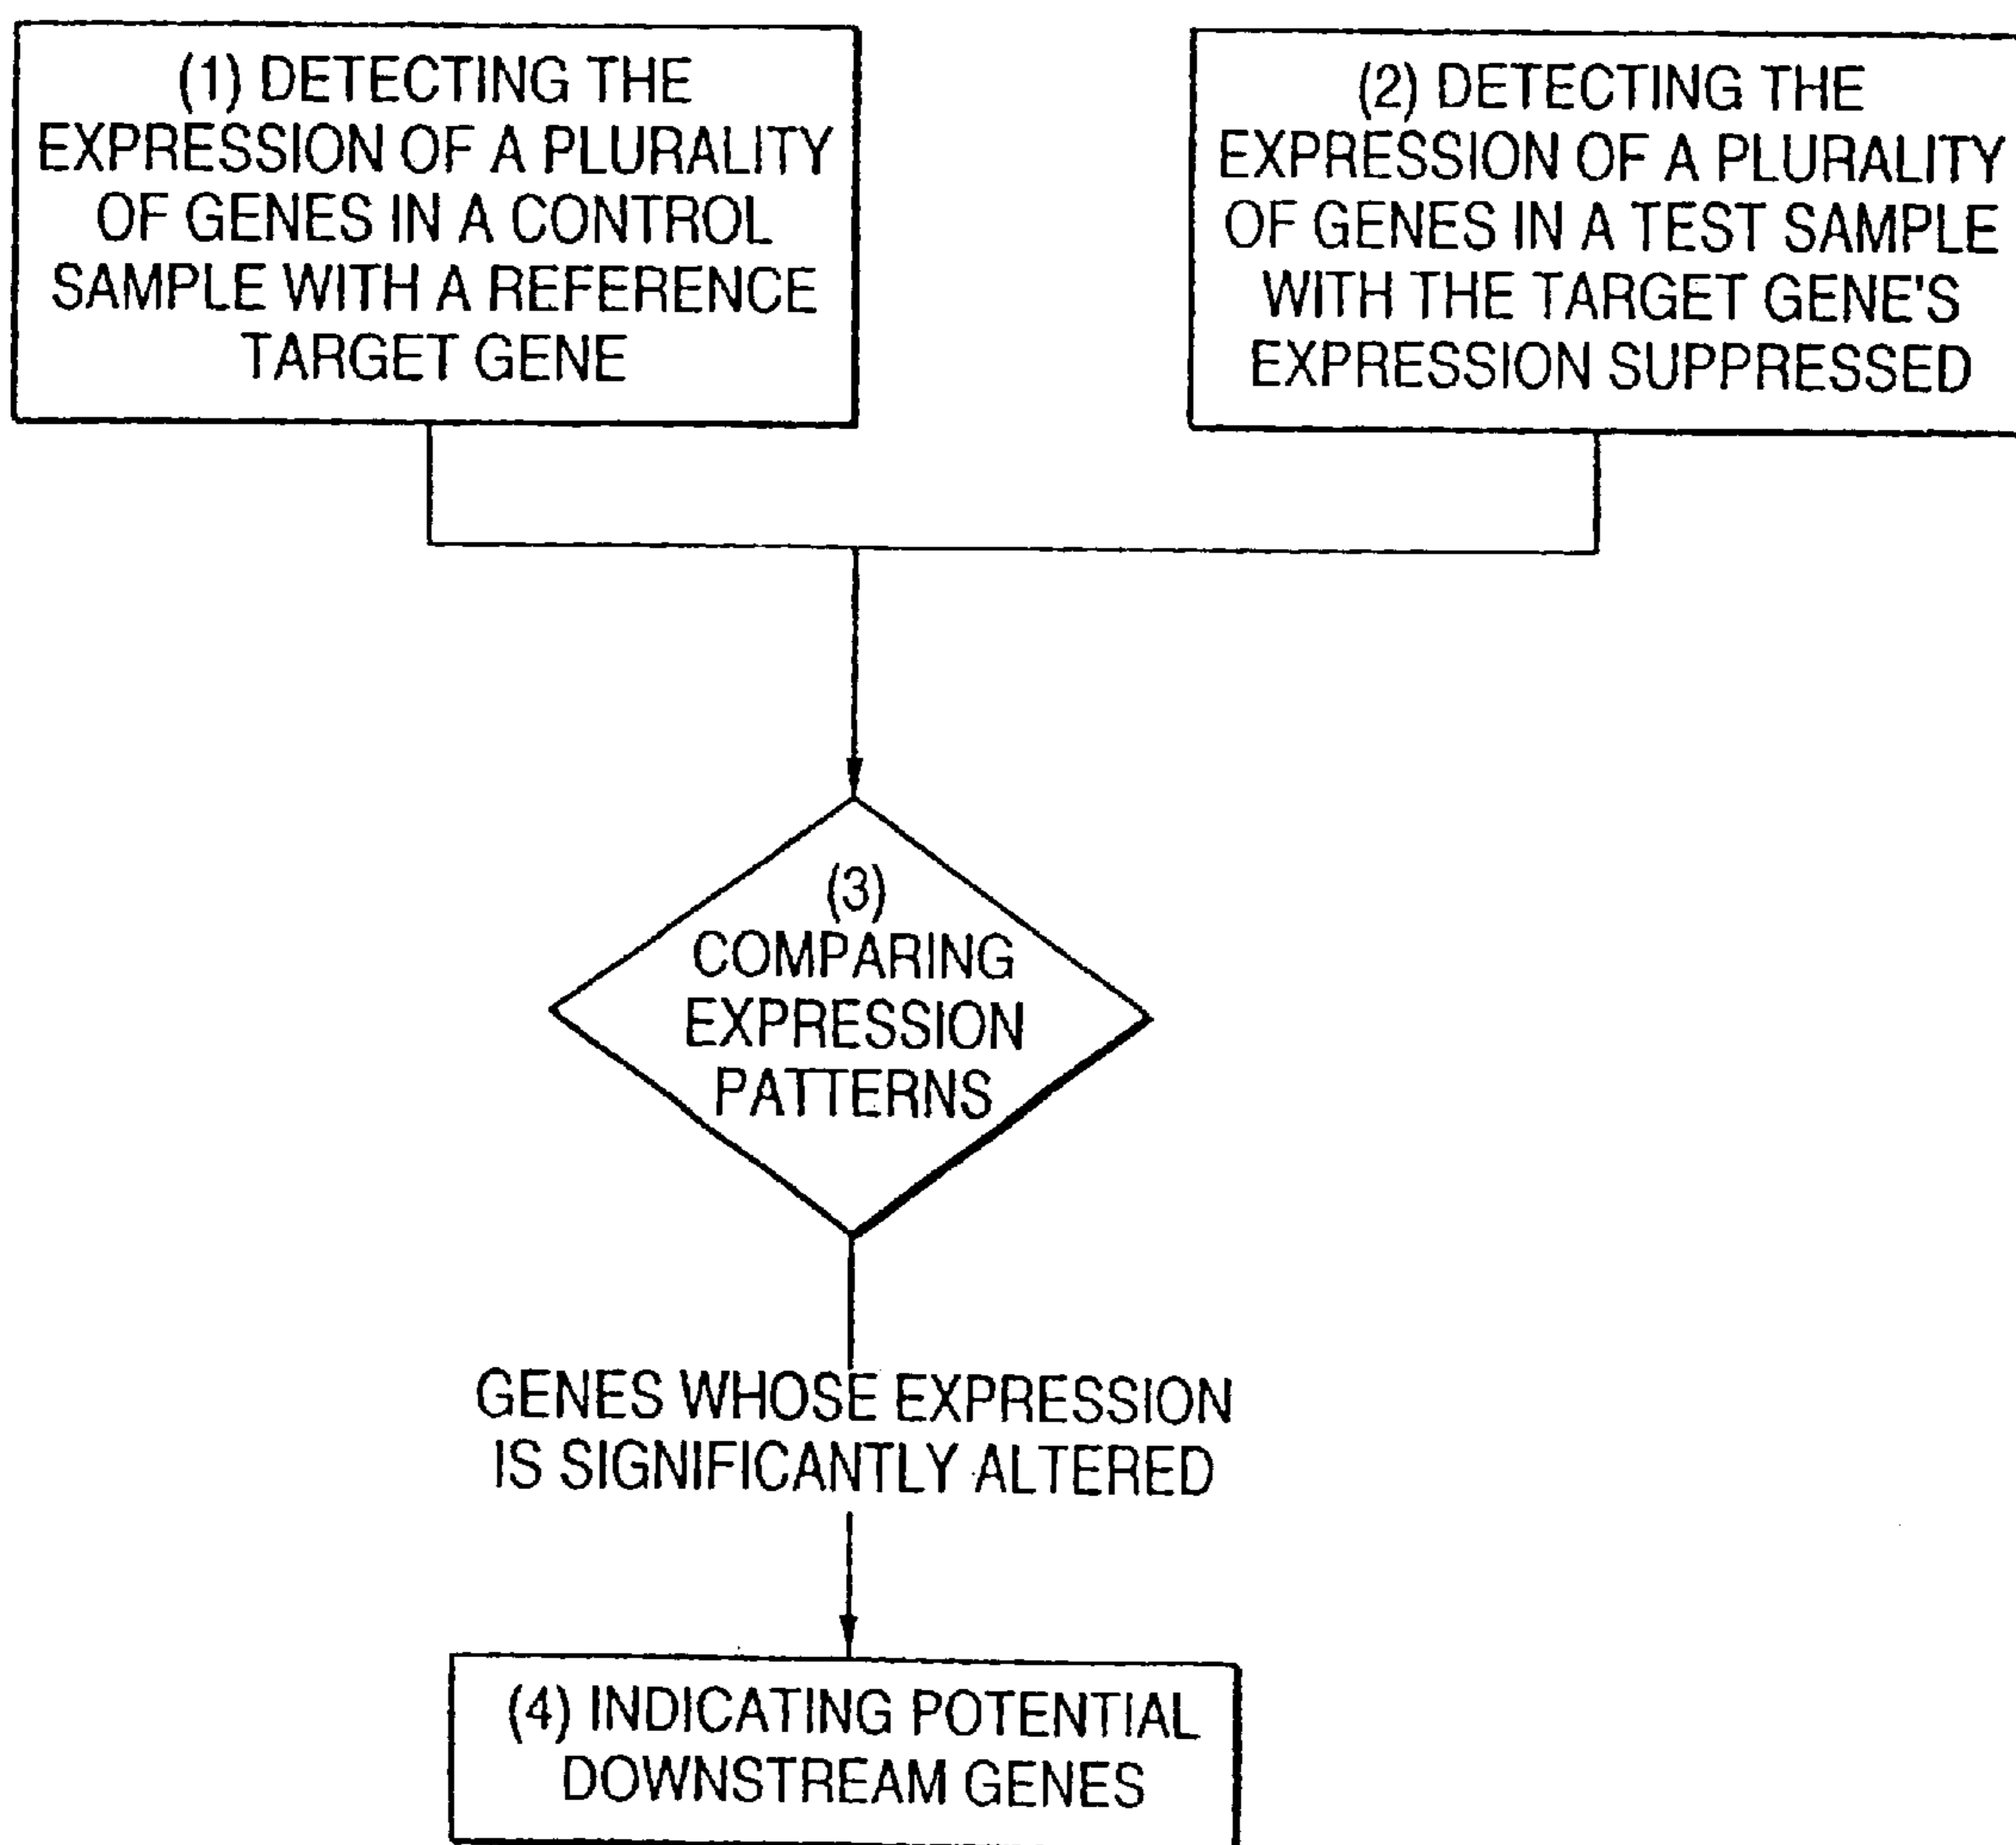 (1) DETECTING THE
EXPRESSION OF A PLURALITY
OF GENES IN A CONTROL
SAMPLE WITH A REFERENCE
TARGET GENE
(2) DETECTING THE
EXPRESSION OF A PLURALITY
OF GENES IN A TEST SAMPLE
WITH THE TARGET GENE'S
EXPRESSION SUPPRESSED
(3)
COMPARING
EXPRESSION
PATTERNS
GENES WHOSE EXPRESSION
IS SIGNIFICANTLY ALTERED
(4) INDICATING POTENTIAL
DOWNSTREAM GENES